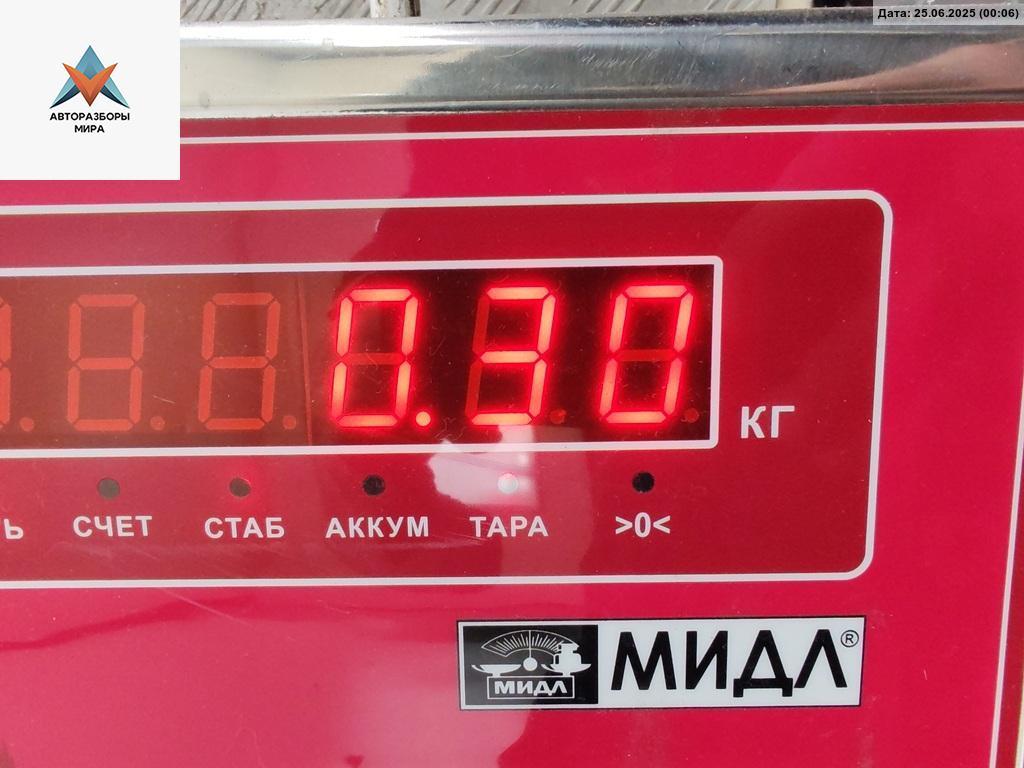 Дата: 25.06.2025 (00:06)
АВТОРАЗБОРЫ
МИРА
0.30
КГ
Ь СЧЕТ СТАБ АККУМ ТАРА >0<
МИДЛ МИДЛ®